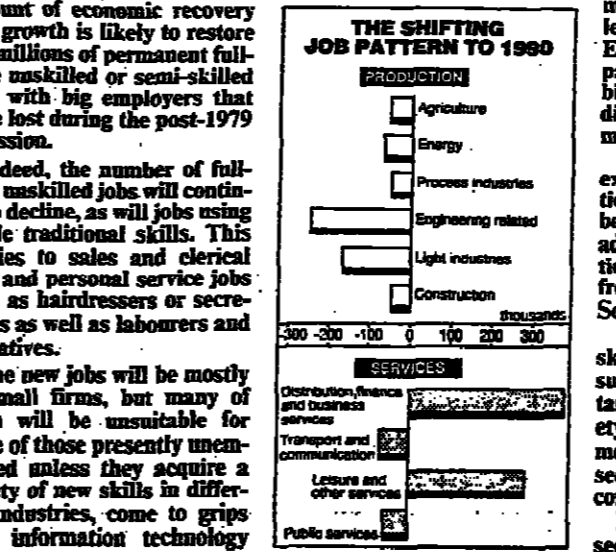 unt of economic recovery
growth is likely to restore
millions of permanent full-
unskilled or semi-skilled
with big employers that
lost during the post-1979
ssion.
deed, the number of full-
unskilled jobs will contin-
decline, as will jobs using
le traditional skills. This
ies to sales and clerical
and personal service jobs
as hairdressers or secre-
s as well as labourers and
atives.
he new jobs will be mostly
small firms, but many of
will be unsuitable for
e of those presently unem-
ed unless they acquire a
ty of new skills in differ-
ndustries, come to grips
information technology
THE SHIFTING
JOB PATTERN TO 1990
PRODUCTION
Agriculture
Energy
Process industries
Engineering related
Light industries
Construction
thousands
-300 -200 -100 0 100 200 300
SERVICES
Distribution, finance
and business
services
Transport and
communication
Leisure and
other services
Public services